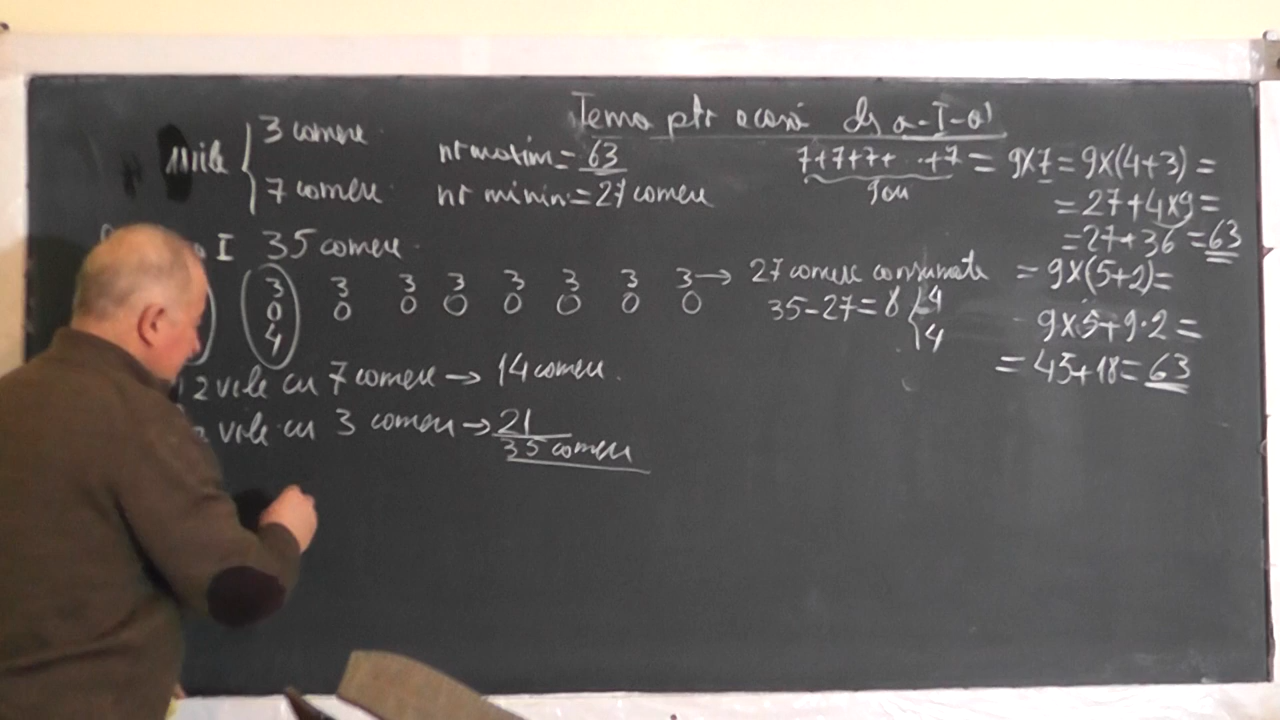 Tema ptr acasă cls a-I-a
vile { 3 camere
7 camere
nr maxim = 63
nr minim = 27 camere
7+7+7+ ... +7 = 9x7 = 9x(4+3) =
9 ori
= 27+4x9 =
= 27+36 = 63
= 9x(5+2) =
9x5+9·2 =
= 45+18 = 63
I 35 camere
3 3 3 3 3 3 3 3 → 27 camere consumate
0 0 0 0 0 0 0 0 35-27=8 { 4
4 4
2 vile cu 7 camere → 14 camere.
vile cu 3 camere → 21
35 camere